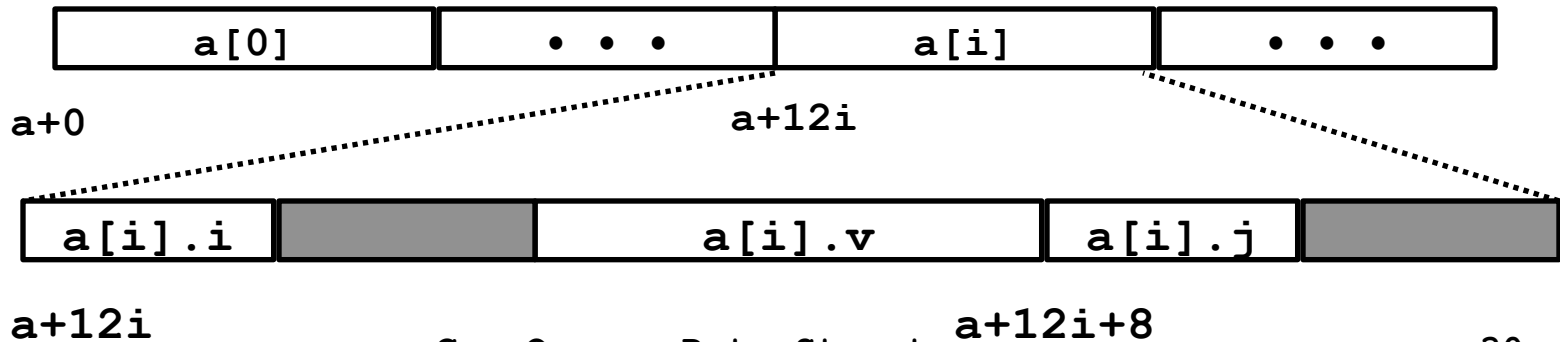 a[0] • • • a[i] • • •
a+0 a+12i
a[i].i a[i].v a[i].j
a+12i a+12i+8